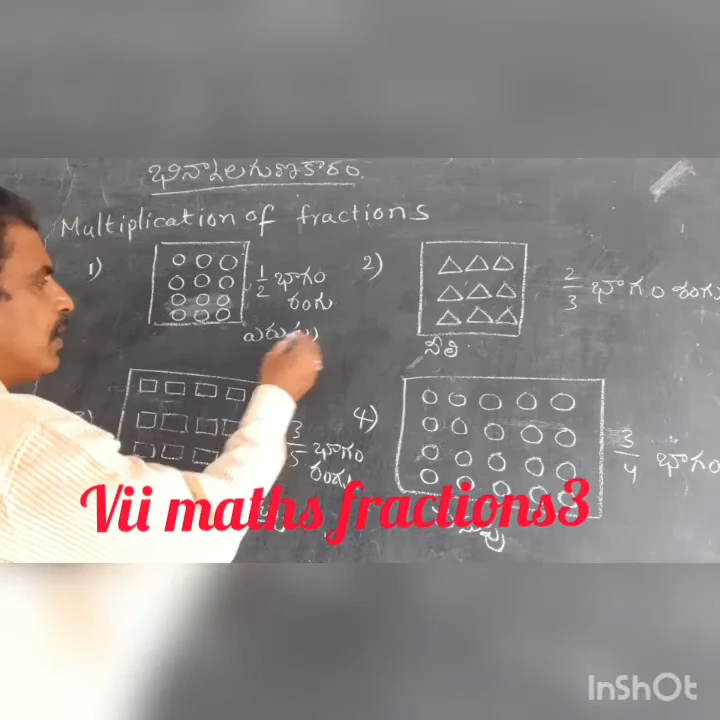 భిన్నాలగుణకారం.
Multiplication of fractions
1)
1/2 భాగం
రంగు
ఎరుపు
2)
2/3 భాగం రంగు
నీలి
3/5 భాగం
రంగు
4)
3/4 భాగం
Vii maths fractions3
InShOt